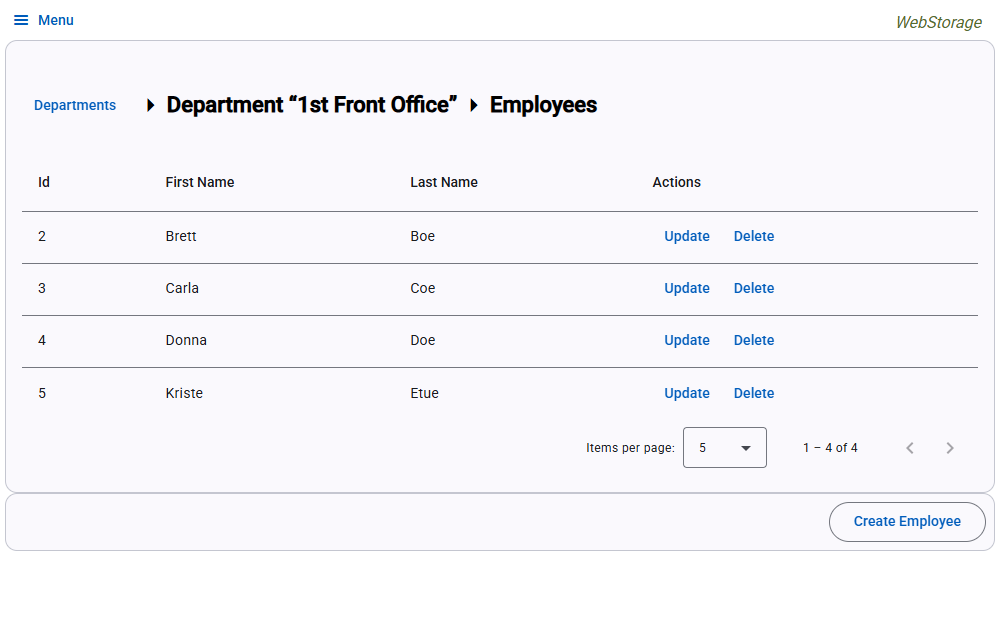 Menu
WebStorage
Departments Department “1st Front Office” Employees
Id First Name Last Name Actions
2 Brett Boe Update Delete
3 Carla Coe Update Delete
4 Donna Doe Update Delete
5 Kriste Etue Update Delete
Items per page: 5 1 – 4 of 4
Create Employee